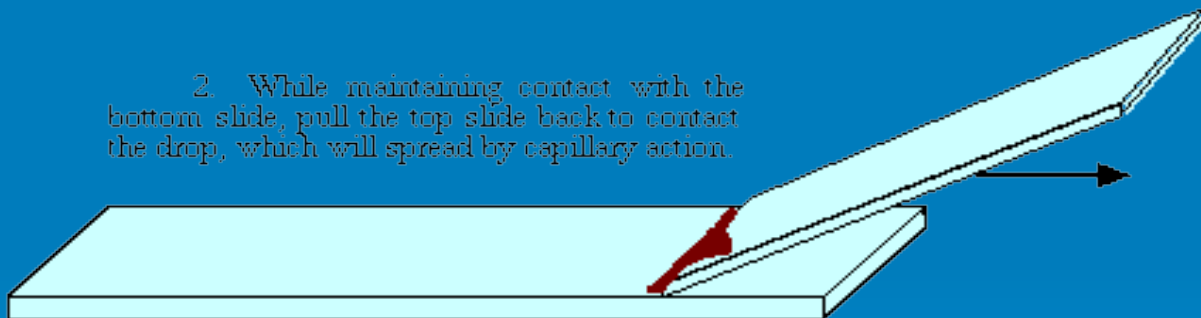 2. While maintaining contact with the
bottom slide, pull the top slide back to contact
the drop, which will spread by capillary action.